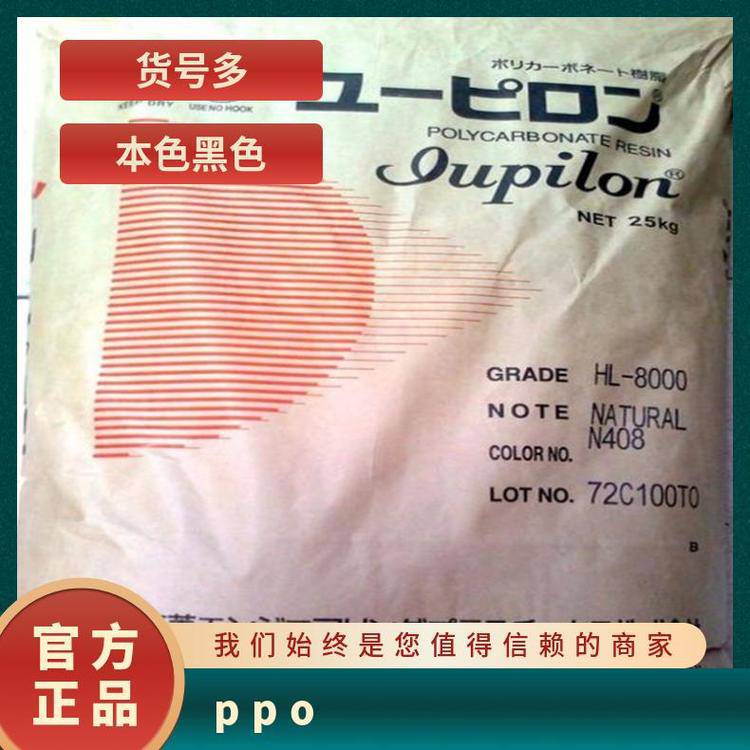 货号多
本色黑色
KEEP DRY
USE NO HOOK
ポリカーボネート樹脂
ユーピロン®
POLYCARBONATE RESIN
Iupilon®
NET 25kg
GRADE HL-8000
NOTE NATURAL
COLOR NO. N408
LOT NO. 72C100T0
B
官方
正品
我们始终是您值得信赖的商家
ppo